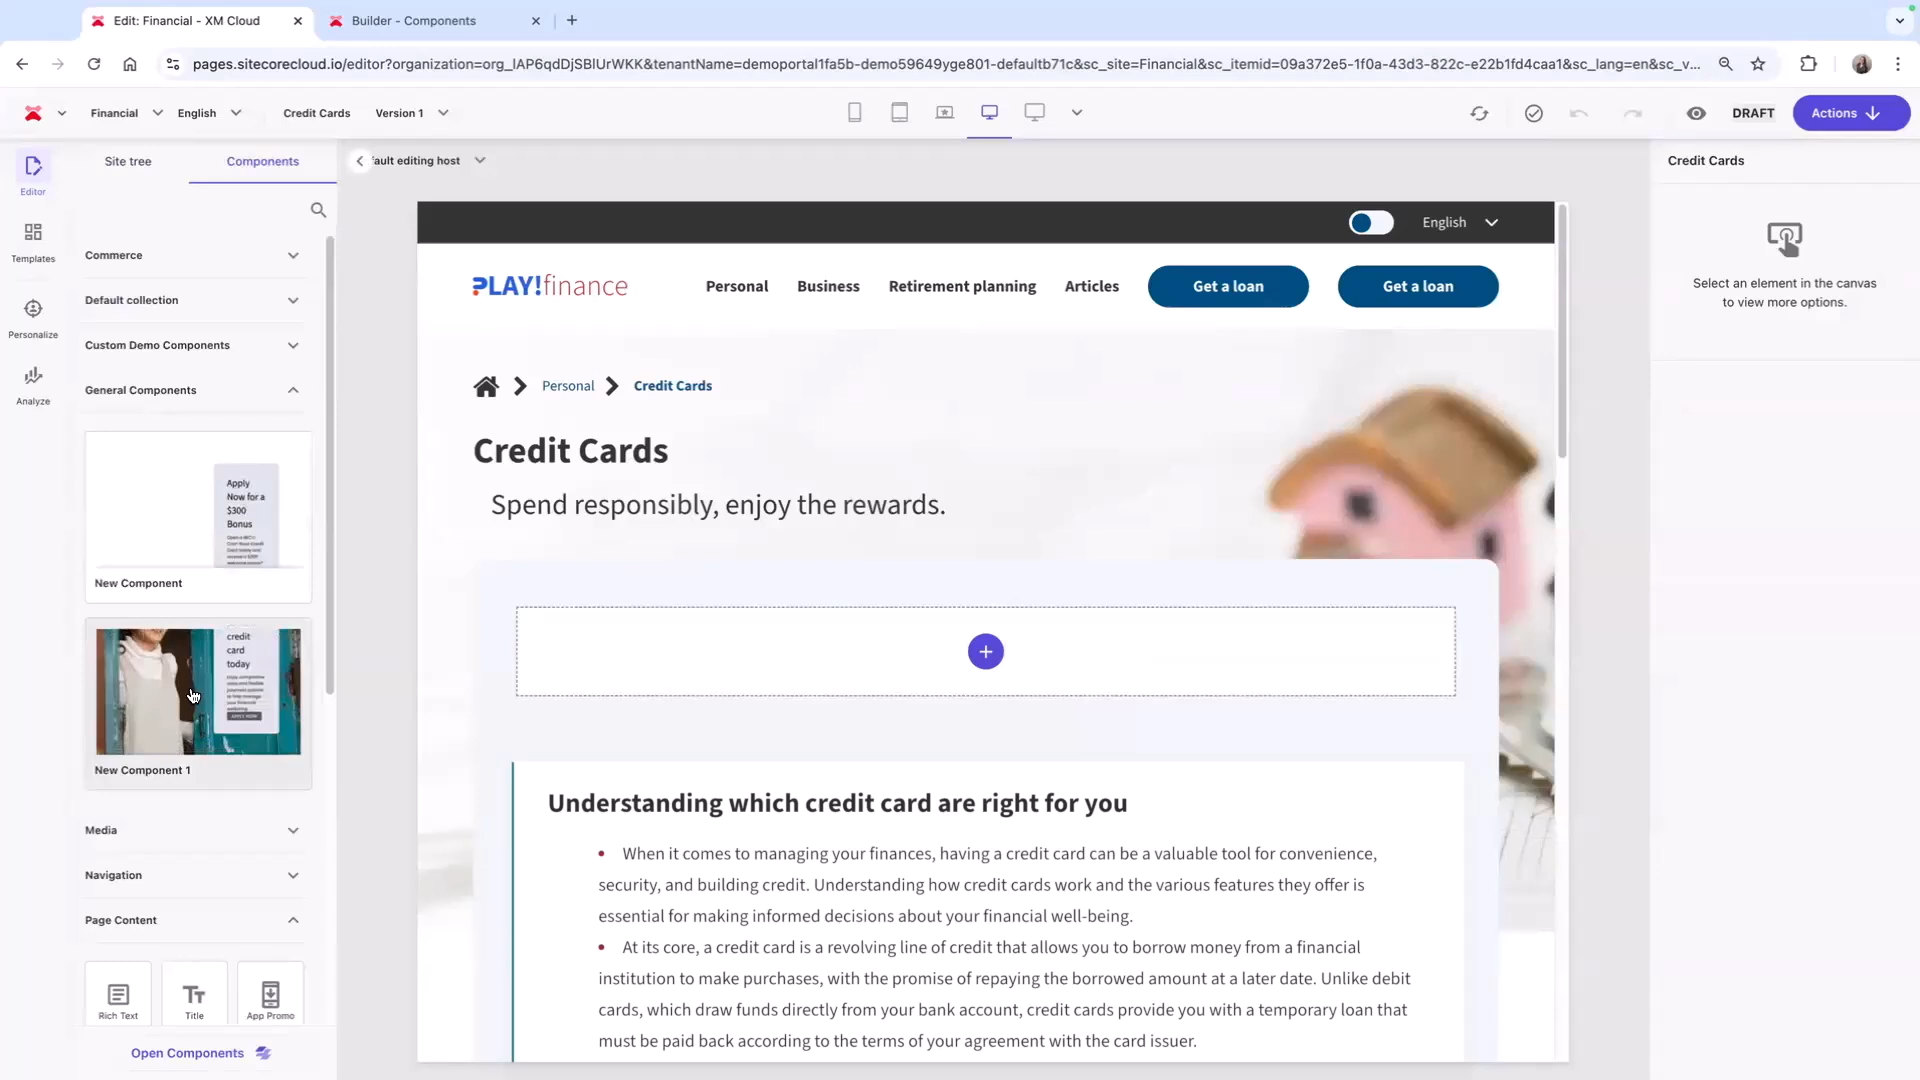 Edit: Financial - XM Cloud
Builder - Components
pages.sitecorecloud.io/editor?organization=org_lAP6qdDjSBlUrWKK&tenantName=demoportal1fa5b-demo59649yge801-defaultb71c&sc_site=Financial&sc_itemid=09a372e5-1f0a-43d3-822c-e22b1fd4caa1&sc_lang=en&sc_v...
Financial
English
Credit Cards
Version 1
DRAFT
Actions
Editor
Templates
Personalize
Analyze
Site tree
Components
Commerce
Default collection
Custom Demo Components
General Components
Apply
Now for a
$300
Bonus
New Component
credit
card
today
APPLY NOW
New Component 1
Media
Navigation
Page Content
Rich Text
Title
App Promo
Open Components
fault editing host
English
PLAY!finance
Personal
Business
Retirement planning
Articles
Get a loan
Get a loan
Personal
Credit Cards
Credit Cards
Spend responsibly, enjoy the rewards.
Understanding which credit card are right for you
• When it comes to managing your finances, having a credit card can be a valuable tool for convenience,
security, and building credit. Understanding how credit cards work and the various features they offer is
essential for making informed decisions about your financial well-being.
• At its core, a credit card is a revolving line of credit that allows you to borrow money from a financial
institution to make purchases, with the promise of repaying the borrowed amount at a later date. Unlike debit
cards, which draw funds directly from your bank account, credit cards provide you with a temporary loan that
must be paid back according to the terms of your agreement with the card issuer.
Credit Cards
Select an element in the canvas
to view more options.